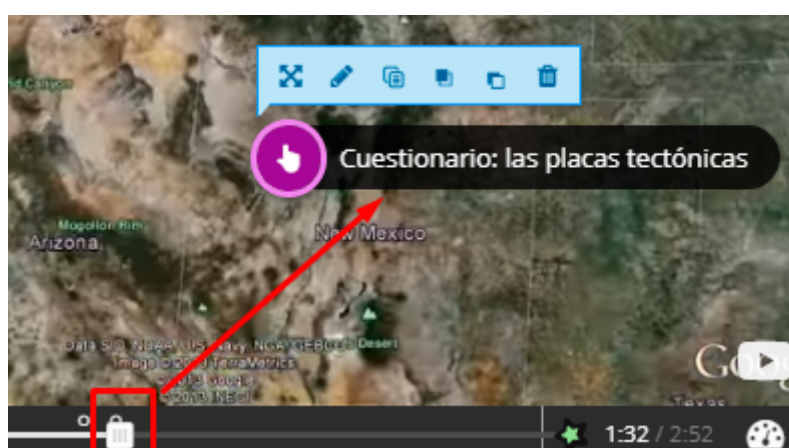 Cuestionario: las placas tectónicas
Mogollon Rim
Arizona
New Mexico
Data SIO, NOAA, U.S. Navy, NGA, GEBCO
Desert
Image © 2013 TerraMetrics
© 2013 Google
© 2013 INEGI
Goog
Texas
1:32 / 2:52